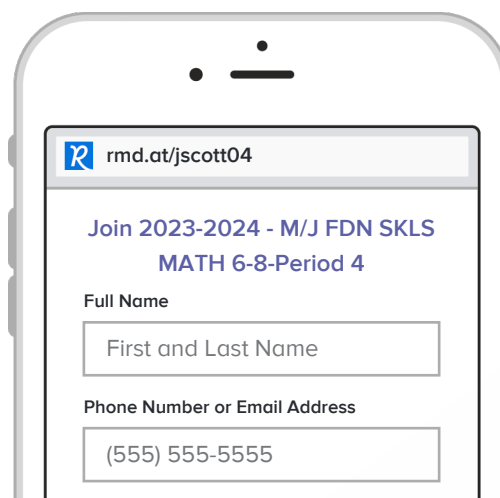 rmd.at/jscott04
Join 2023-2024 - M/J FDN SKLS
MATH 6-8-Period 4
Full Name
First and Last Name
Phone Number or Email Address
(555) 555-5555